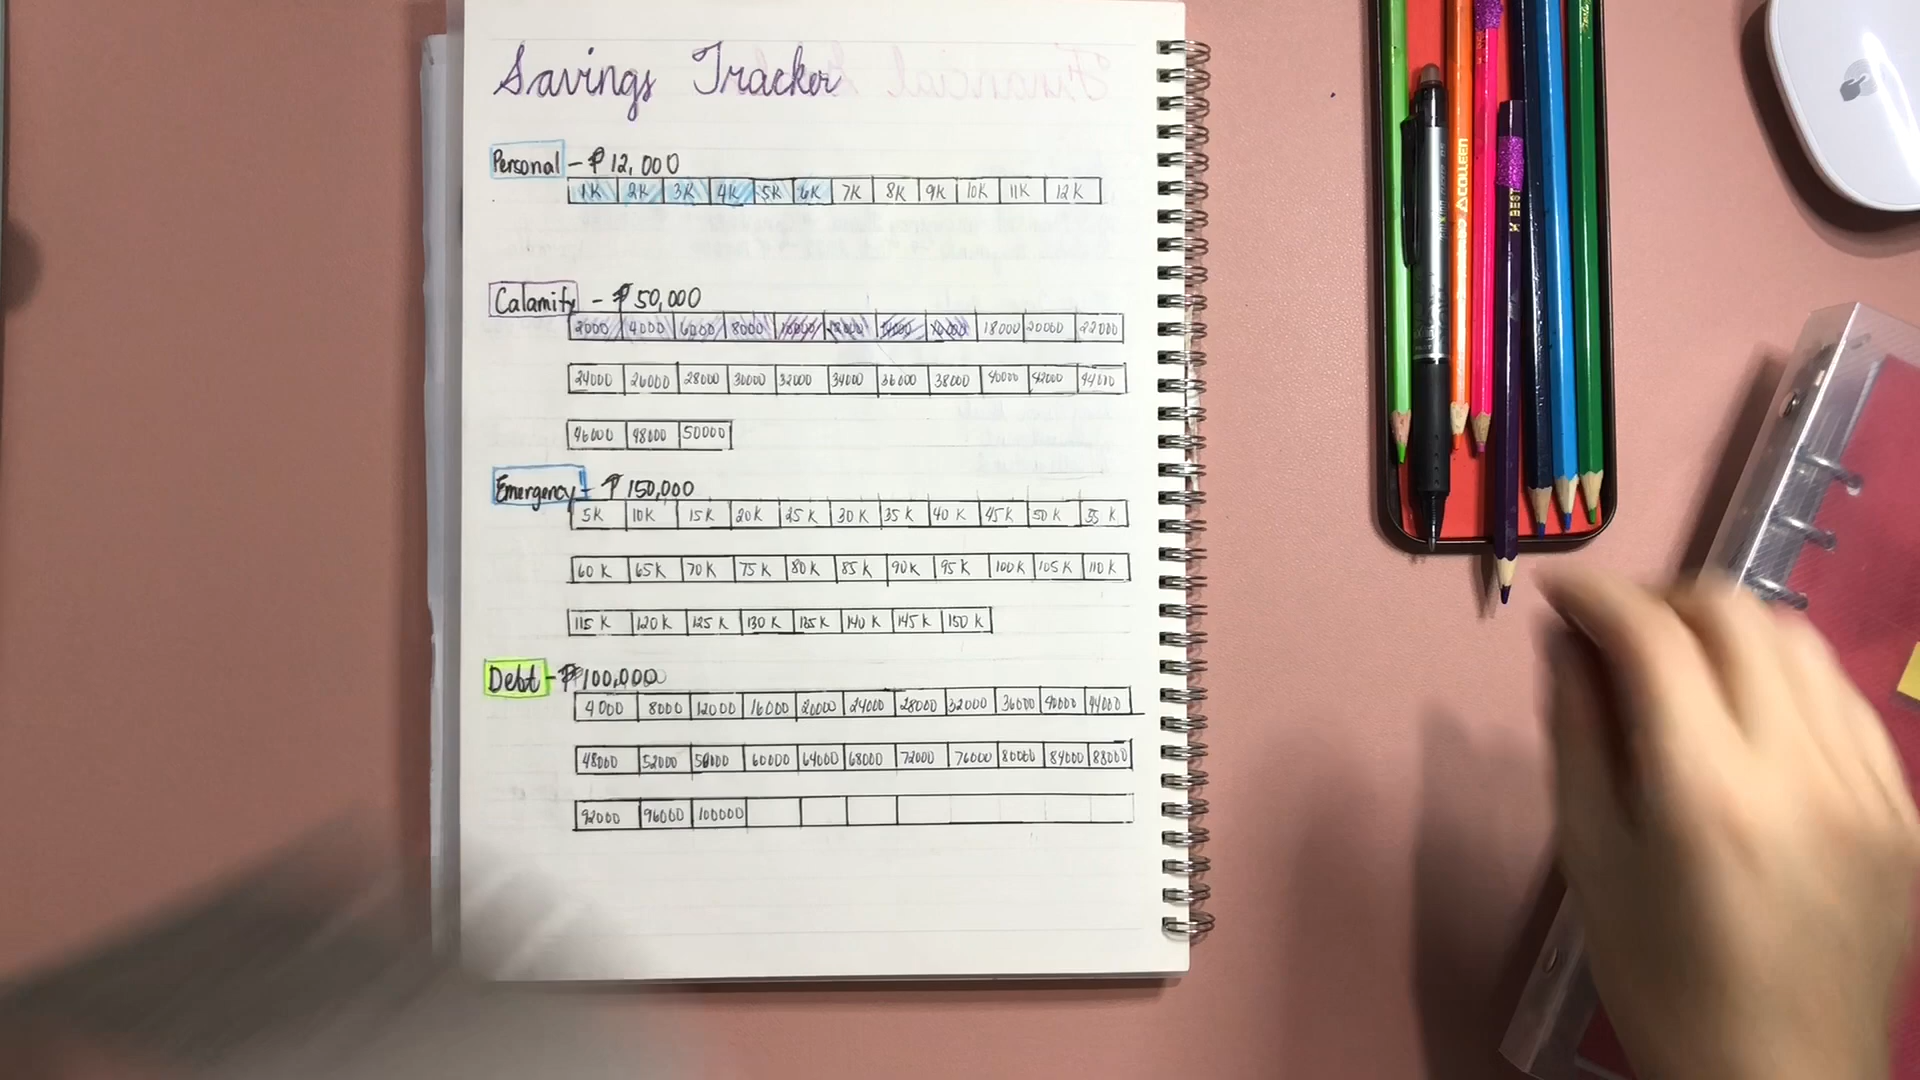 Savings Tracker
Personal - ₱12,000
1K 2K 3K 4K 5K 6K 7K 8K 9K 10K 11K 12K
Calamity - ₱50,000
2000 4000 6000 8000 10000 12000 14000 16000 18000 20000 22000
24000 26000 28000 30000 32000 34000 36000 38000 40000 42000 44000
46000 48000 50000
Emergency - ₱150,000
5K 10K 15K 20K 25K 30K 35K 40K 45K 50K 55K
60K 65K 70K 75K 80K 85K 90K 95K 100K 105K 110K
115K 120K 125K 130K 135K 140K 145K 150K
Debt - ₱100,000
4000 8000 12000 16000 20000 24000 28000 32000 36000 40000 44000
48000 52000 56000 60000 64000 68000 72000 76000 80000 84000 88000
92000 96000 100000
COLLEEN